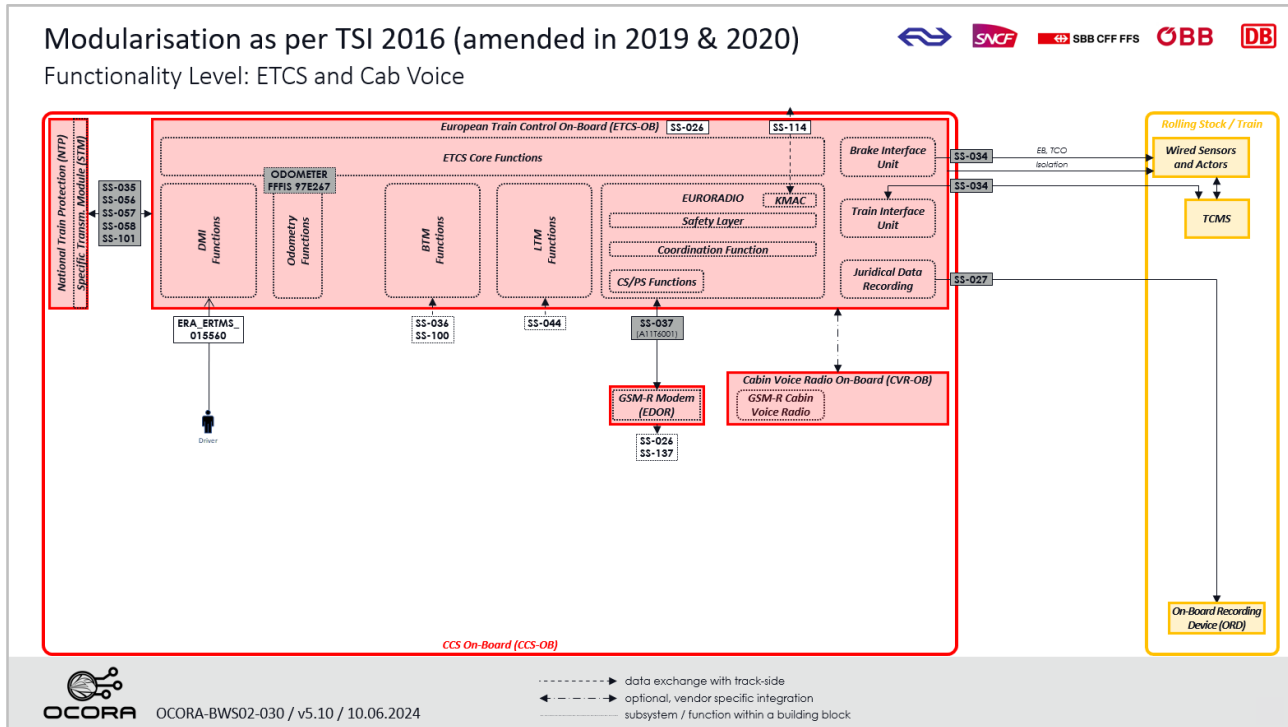 Modularisation as per TSI 2016 (amended in 2019 & 2020)
SNCF
SBB CFF FFS
ÖBB
DB
Functionality Level: ETCS and Cab Voice
National Train Protection (NTP)
Specific Transm. Module (STM)
SS-035
SS-056
SS-057
SS-058
SS-101
European Train Control On-Board (ETCS-OB)
SS-026
SS-114
ETCS Core Functions
ODOMETER
FFFIS 97E267
DMI
Functions
Odometry
Functions
BTM
Functions
LTM
Functions
EURORADIO
KMAC
Safety Layer
Coordination Function
CS/PS Functions
Brake Interface
Unit
Train Interface
Unit
Juridical Data
Recording
SS-034
EB, TCO
Isolation
SS-034
SS-027
Rolling Stock / Train
Wired Sensors
and Actors
TCMS
On-Board Recording
Device (ORD)
ERA_ERTMS_
015560
SS-036
SS-100
SS-044
SS-037
(A11T6001)
Driver
GSM-R Modem
(EDOR)
SS-026
SS-137
Cabin Voice Radio On-Board (CVR-OB)
GSM-R Cabin
Voice Radio
CCS On-Board (CCS-OB)
OCORA
OCORA-BWS02-030 / v5.10 / 10.06.2024
data exchange with track-side
optional, vendor specific integration
subsystem / function within a building block